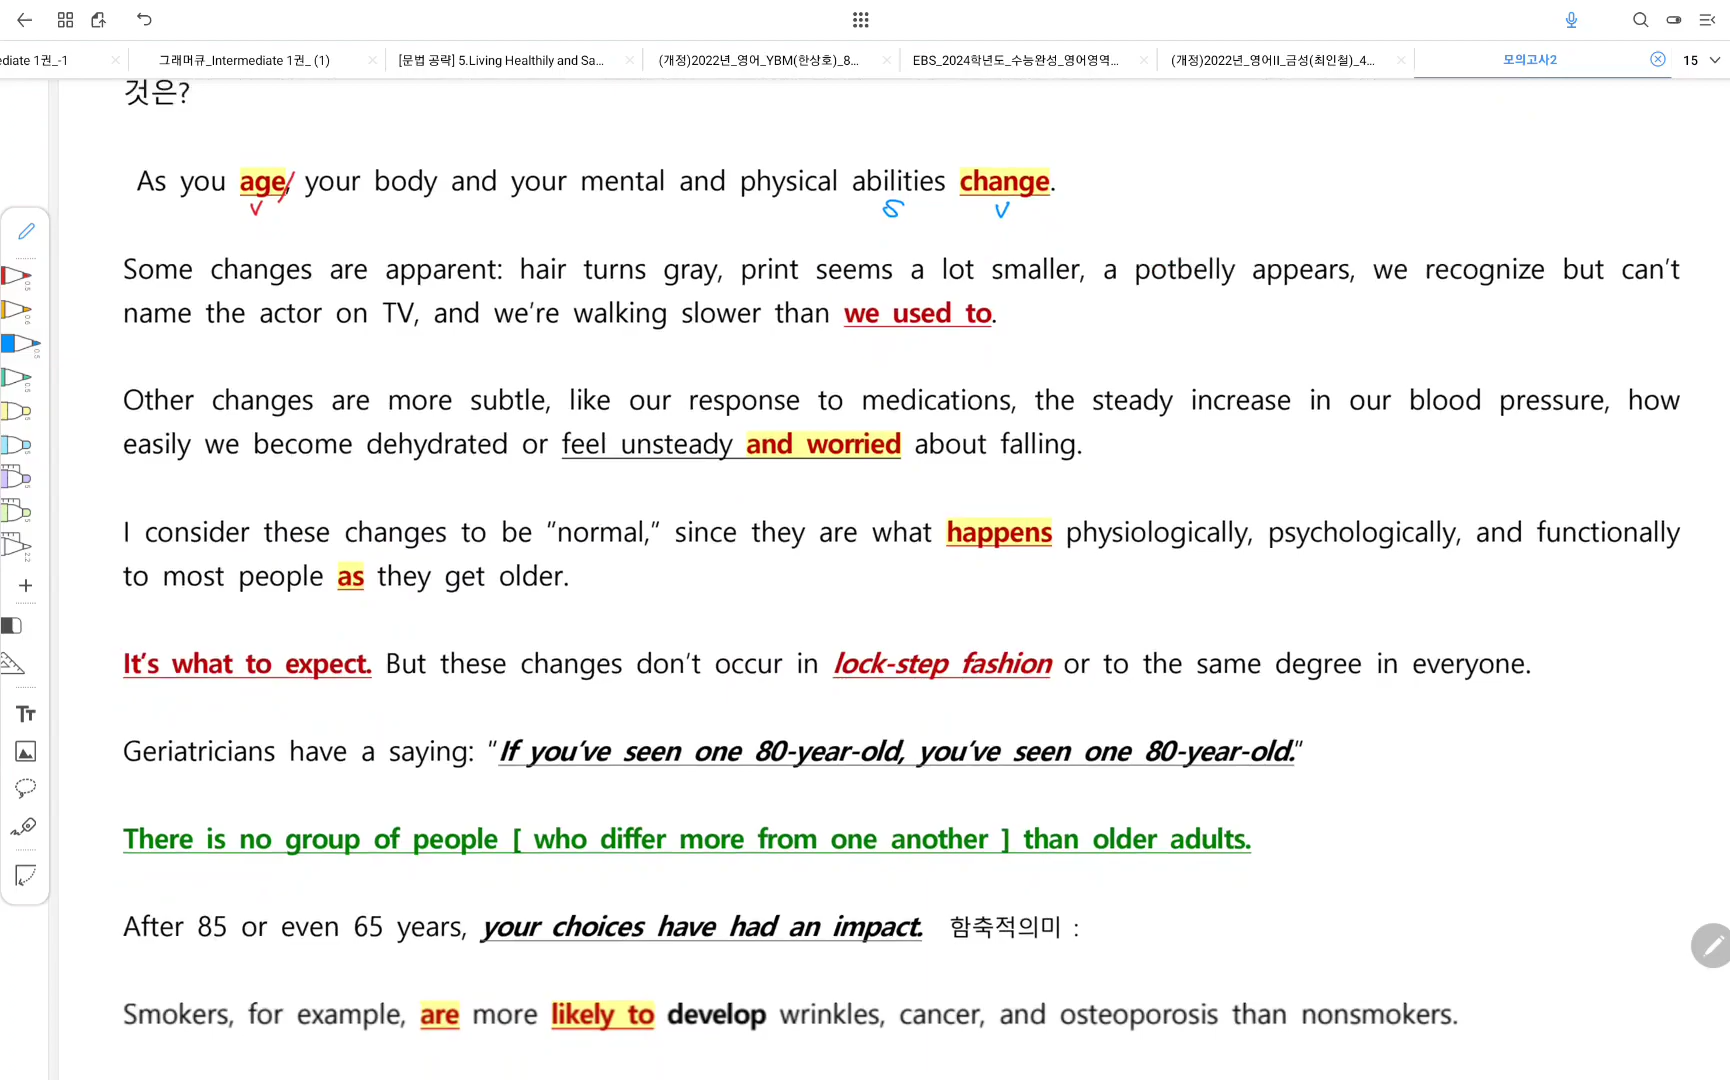 ediate 1권_-1
그래머큐_Intermediate 1권_ (1)
[문법 공략] 5.Living Healthily and Sa...
(개정)2022년_영어_YBM(한상호)_8...
EBS_2024학년도_수능완성_영어영역...
(개정)2022년_영어II_금성(최인철)_4...
모의고사2
15
것은?
As you age, your body and your mental and physical abilities change.
v S v
Some changes are apparent: hair turns gray, print seems a lot smaller, a potbelly appears, we recognize but can't
name the actor on TV, and we're walking slower than we used to.
Other changes are more subtle, like our response to medications, the steady increase in our blood pressure, how
easily we become dehydrated or feel unsteady and worried about falling.
I consider these changes to be “normal,” since they are what happens physiologically, psychologically, and functionally
to most people as they get older.
It's what to expect. But these changes don't occur in lock-step fashion or to the same degree in everyone.
Geriatricians have a saying: "If you've seen one 80-year-old, you've seen one 80-year-old."
There is no group of people [ who differ more from one another ] than older adults.
After 85 or even 65 years, your choices have had an impact. 함축적의미 :
Smokers, for example, are more likely to develop wrinkles, cancer, and osteoporosis than nonsmokers.
Tт